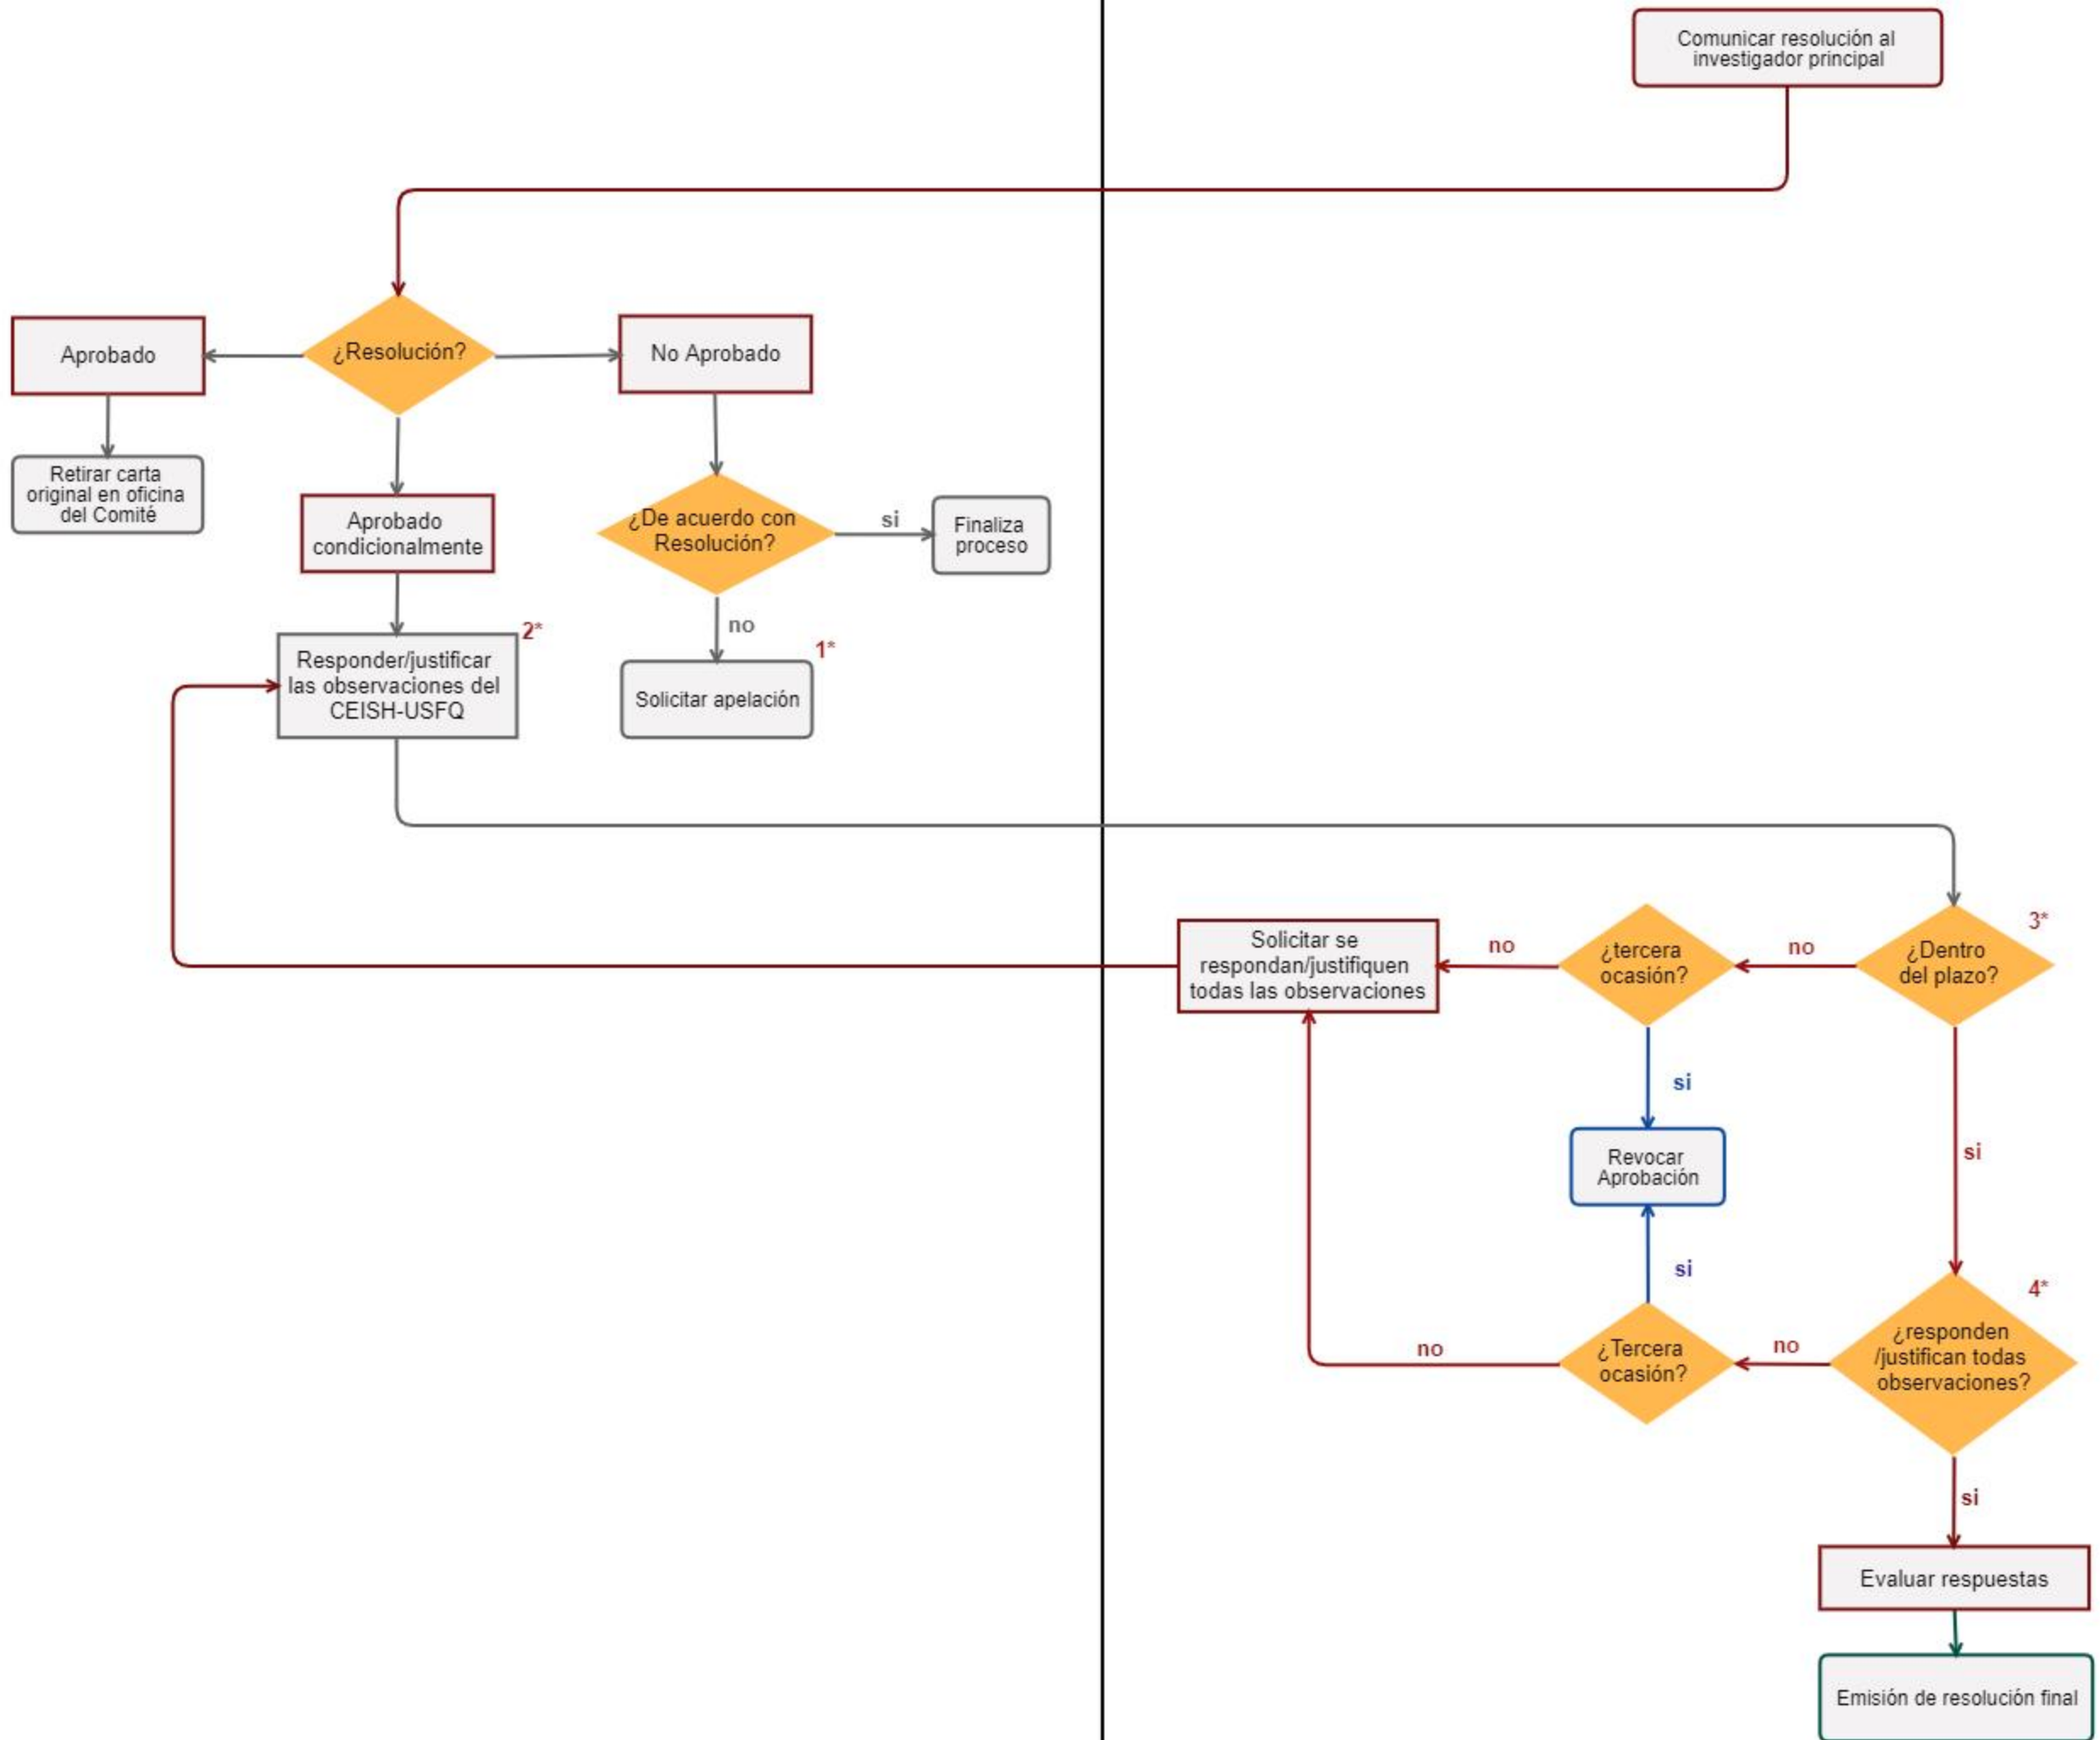 Comunicar resolución al
investigador principal
¿Resolución?
Aprobado
No Aprobado
Retirar carta
original en oficina
del Comité
Aprobado
condicionalmente
¿De acuerdo con
Resolución?
si
Finaliza
proceso
no
1*
Solicitar apelación
2*
Responder/justificar
las observaciones del
CEISH-USFQ
3*
¿Dentro
del plazo?
no
¿tercera
ocasión?
no
Solicitar se
respondan/justifiquen
todas las observaciones
si
Revocar
Aprobación
si
si
4*
¿responden
/justifican todas
observaciones?
no
¿Tercera
ocasión?
no
si
Evaluar respuestas
Emisión de resolución final